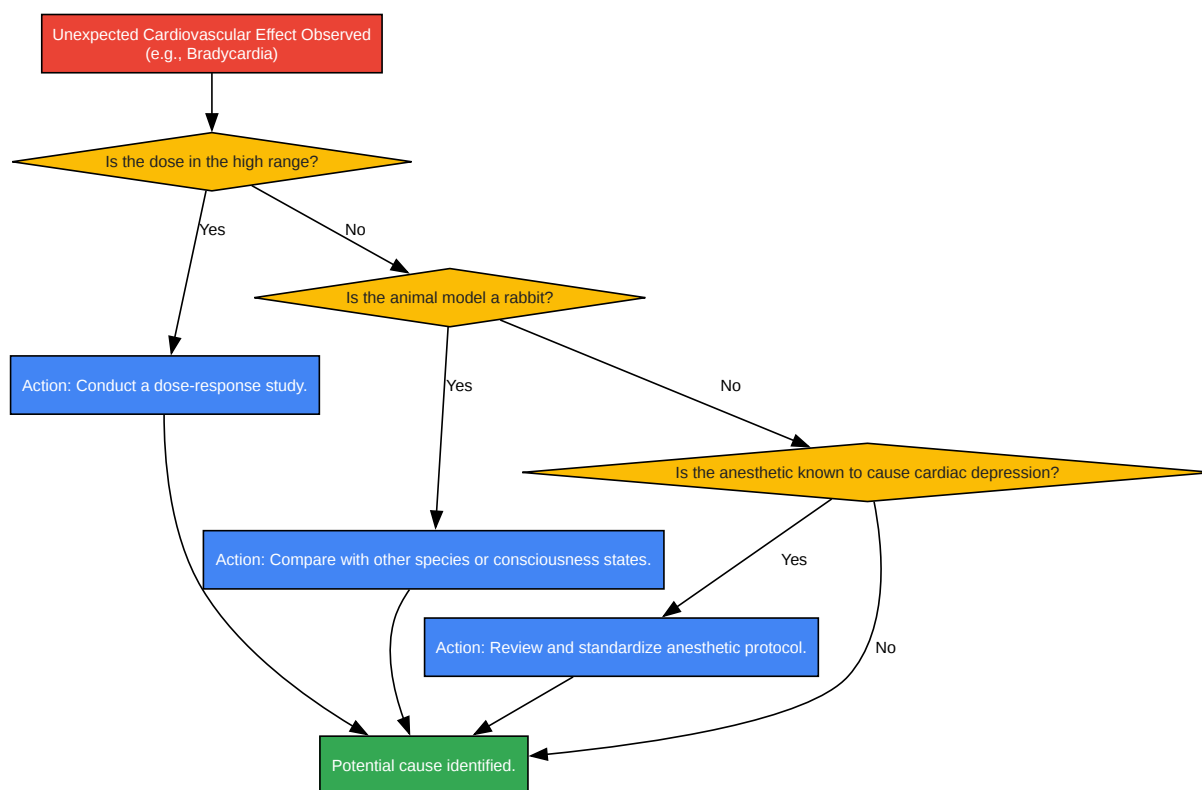 Unexpected Cardiovascular Effect Observed
(e.g., Bradycardia)
Is the dose in the high range?
Yes
No
Is the animal model a rabbit?
Action: Conduct a dose-response study.
Yes
No
Is the anesthetic known to cause cardiac depression?
Action: Compare with other species or consciousness states.
Yes
Action: Review and standardize anesthetic protocol.
No
Potential cause identified.